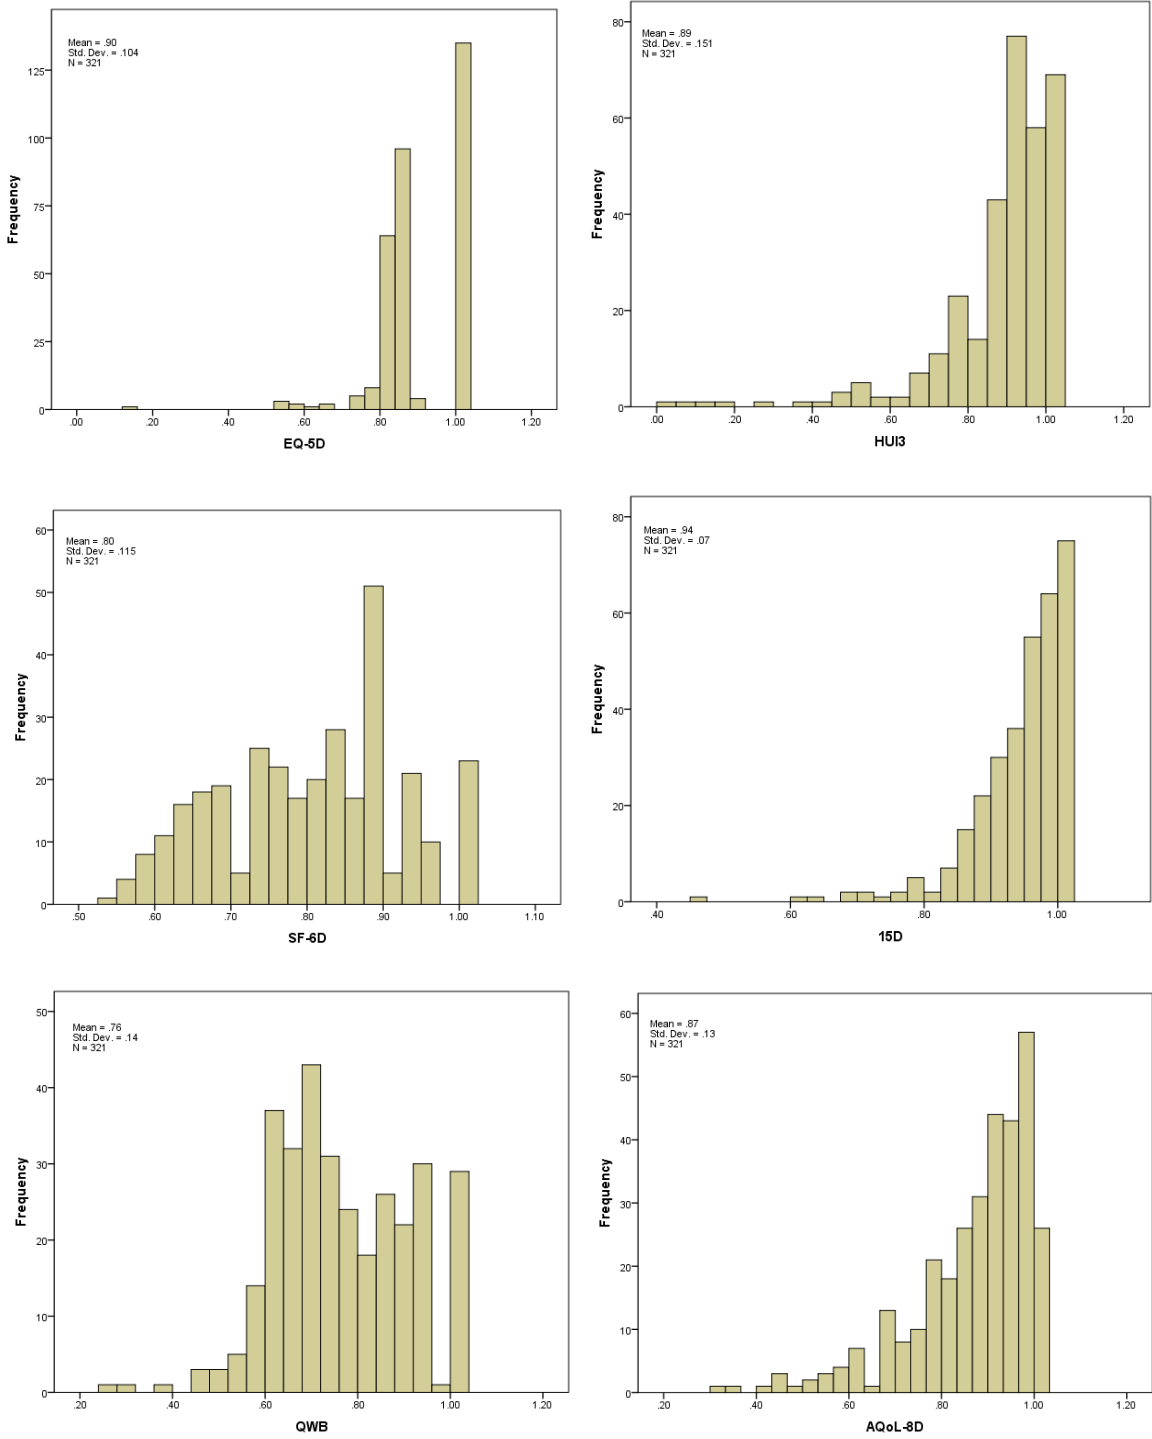 Mean = .90
Std. Dev. = .104
N = 321
Frequency
125
100
75
50
25
0
.00 .20 .40 .60 .80 1.00 1.20
EQ-5D
Mean = .89
Std. Dev. = .151
N = 321
Frequency
80
60
40
20
0
.00 .20 .40 .60 .80 1.00 1.20
HUI3
Mean = .80
Std. Dev. = .115
N = 321
Frequency
60
50
40
30
20
10
0
.50 .60 .70 .80 .90 1.00 1.10
SF-6D
Mean = .94
Std. Dev. = .07
N = 321
Frequency
80
60
40
20
0
.40 .60 .80 1.00
15D
Mean = .76
Std. Dev. = .14
N = 321
Frequency
50
40
30
20
10
0
.20 .40 .60 .80 1.00 1.20
QWB
Mean = .87
Std. Dev. = .13
N = 321
Frequency
60
50
40
30
20
10
0
.20 .40 .60 .80 1.00 1.20
AQoL-8D